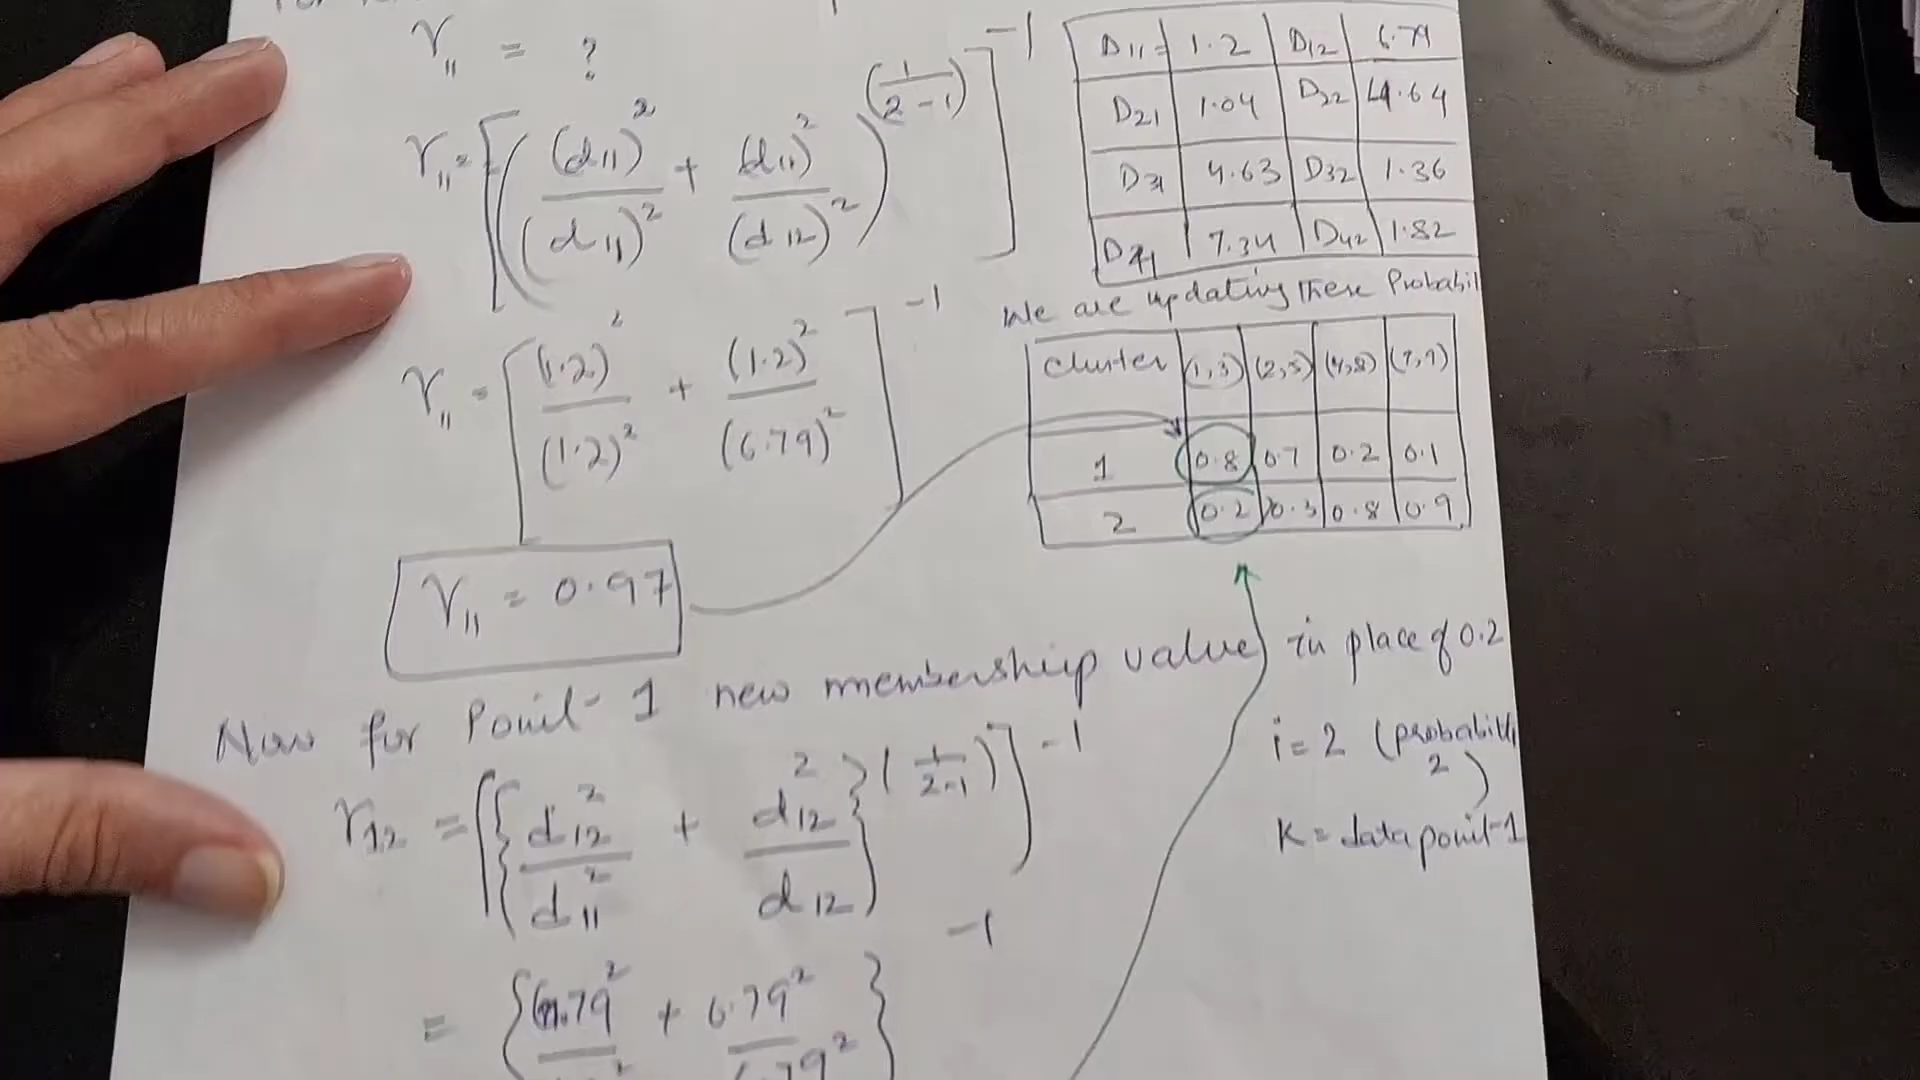 γ₁₁ = ?
γ₁₁ = [((d₁₁)² / (d₁₁)² + (d₁₁)² / (d₁₂)²)^(1/(2-1))]⁻¹
γ₁₁ = [(1.2)² / (1.2)² + (1.2)² / (6.79)²]⁻¹
γ₁₁ = 0.97
D₁₁= 1.2 D₁₂ 6.79
D₂₁ 1.04 D₂₂ 4.64
D₃₁ 4.63 D₃₂ 1.36
D₄₁ 7.34 D₄₂ 1.82
We are updating these Probabil
Cluster (1,3) (2,5) (4,8) (7,9)
1 0.8 0.7 0.2 0.1
2 0.2 0.3 0.8 0.9
Now for Point-1 new membership value in place of 0.2
γ₁₂ = [{d₁₂² / d₁₁² + d₁₂² / d₁₂}^(1/(2-1))]⁻¹
i=2 (probabili
2)
K = data point-1
= {6.79² / ² + 6.79² / 6.79²}⁻¹